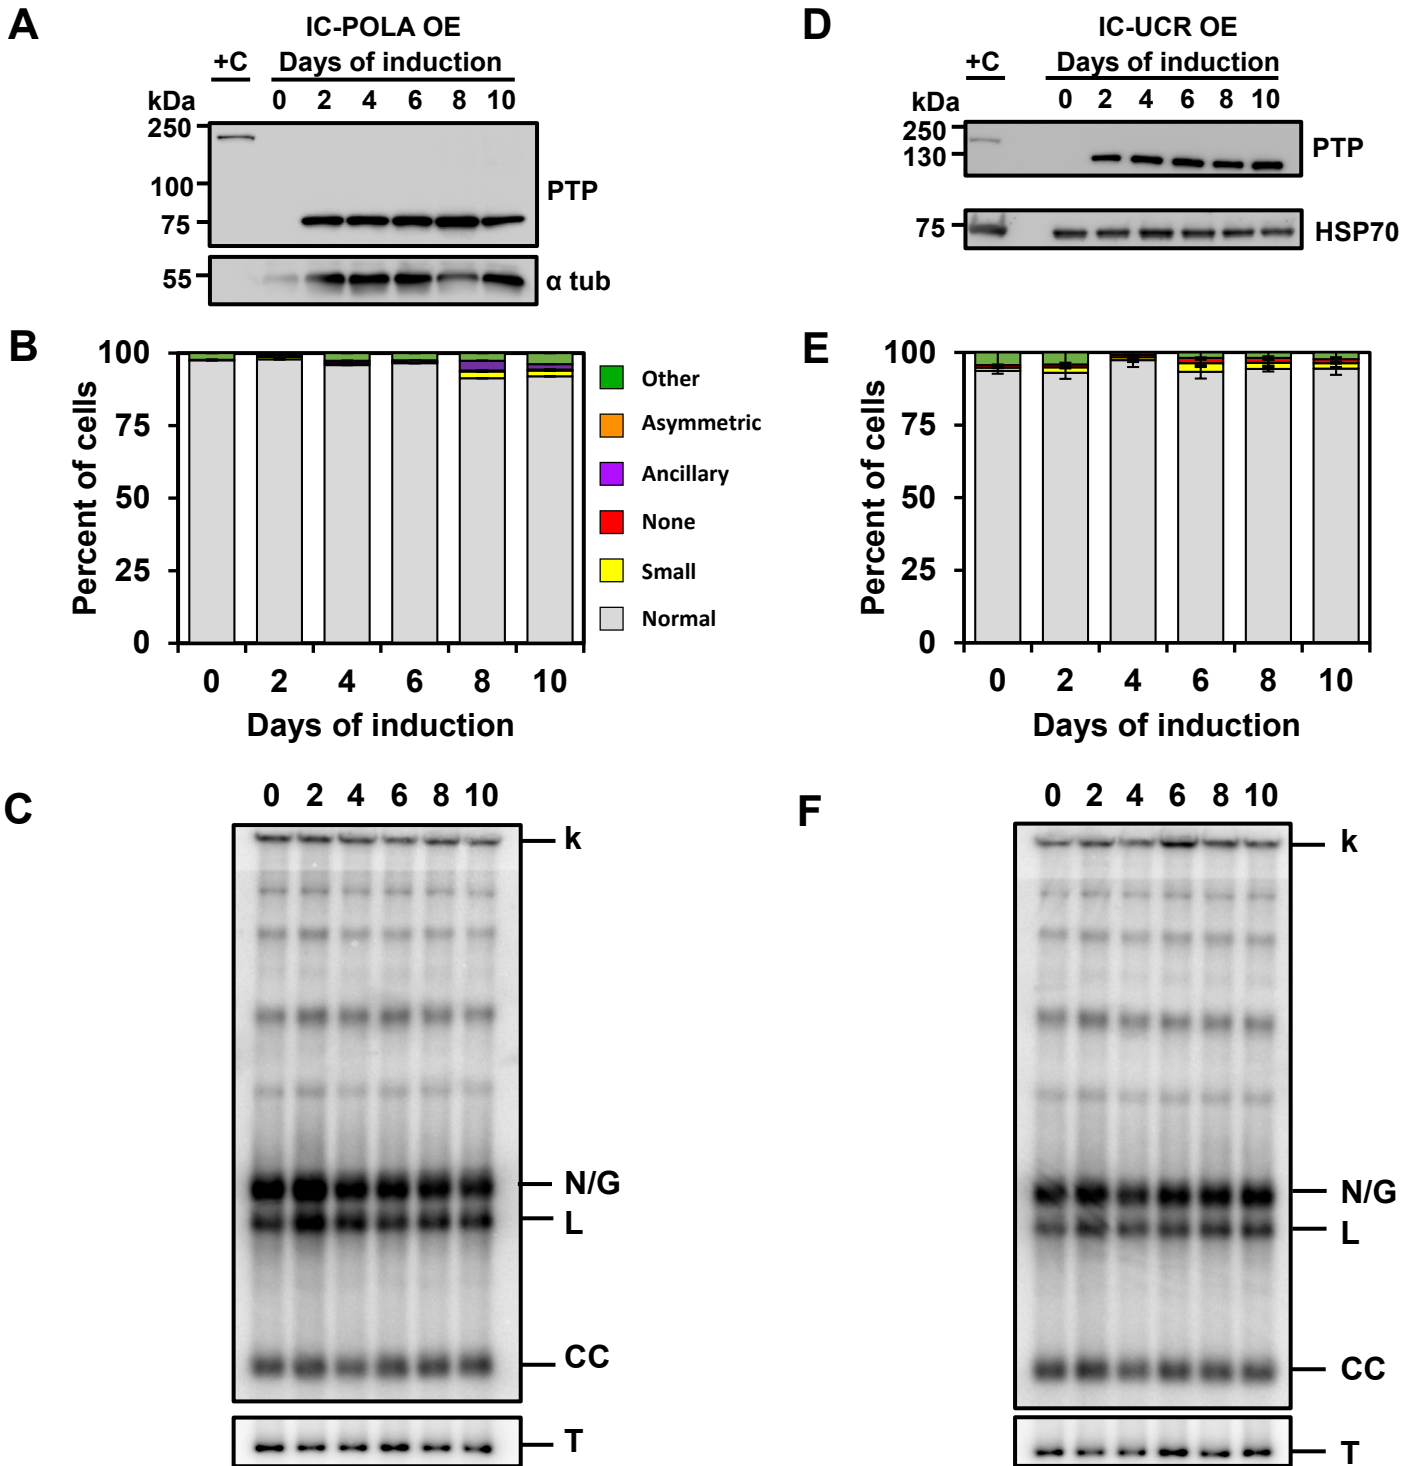 A
IC-POLA OE
+C Days of induction
kDa 0 2 4 6 8 10
250
100
75
PTP
55
α tub
B
100
75
50
25
0
Percent of cells
0 2 4 6 8 10
Days of induction
Other
Asymmetric
Ancillary
None
Small
Normal
C
0 2 4 6 8 10
k
N/G
L
CC
T
D
IC-UCR OE
+C Days of induction
kDa 0 2 4 6 8 10
250
130
PTP
75
HSP70
E
100
75
50
25
0
Percent of cells
0 2 4 6 8 10
Days of induction
F
0 2 4 6 8 10
k
N/G
L
CC
T